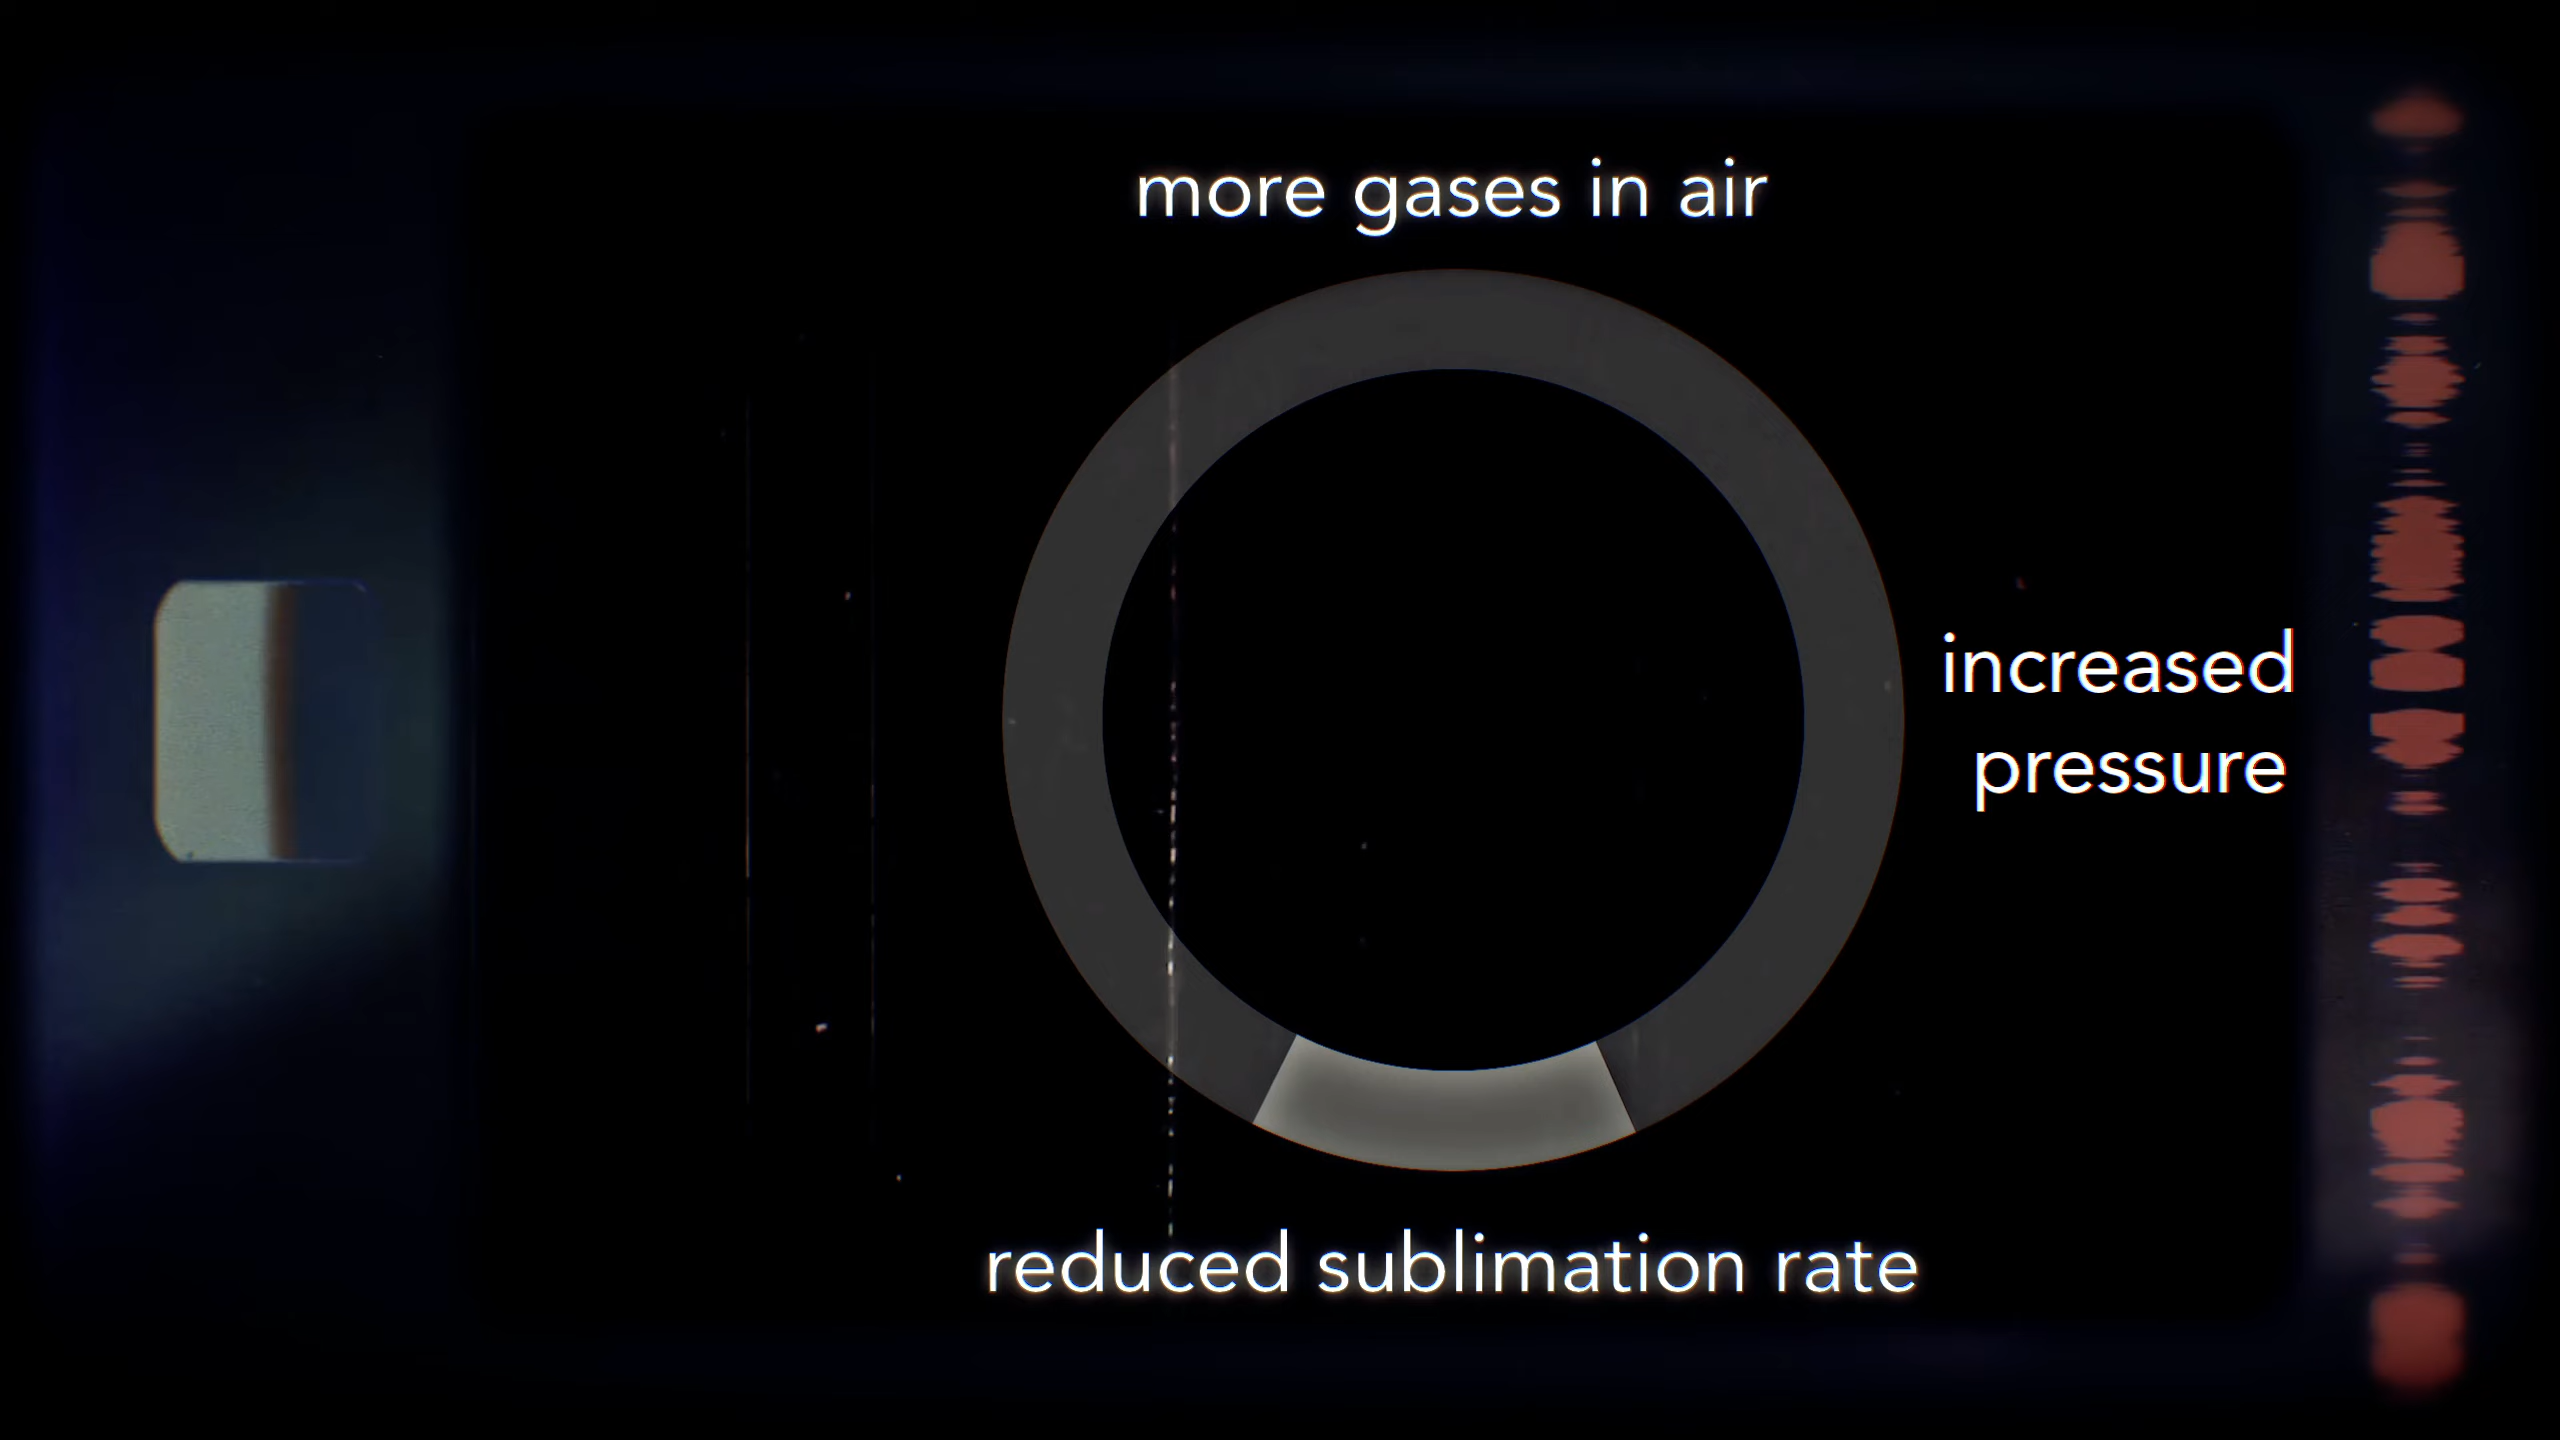 more gases in air
increased
pressure
reduced sublimation rate